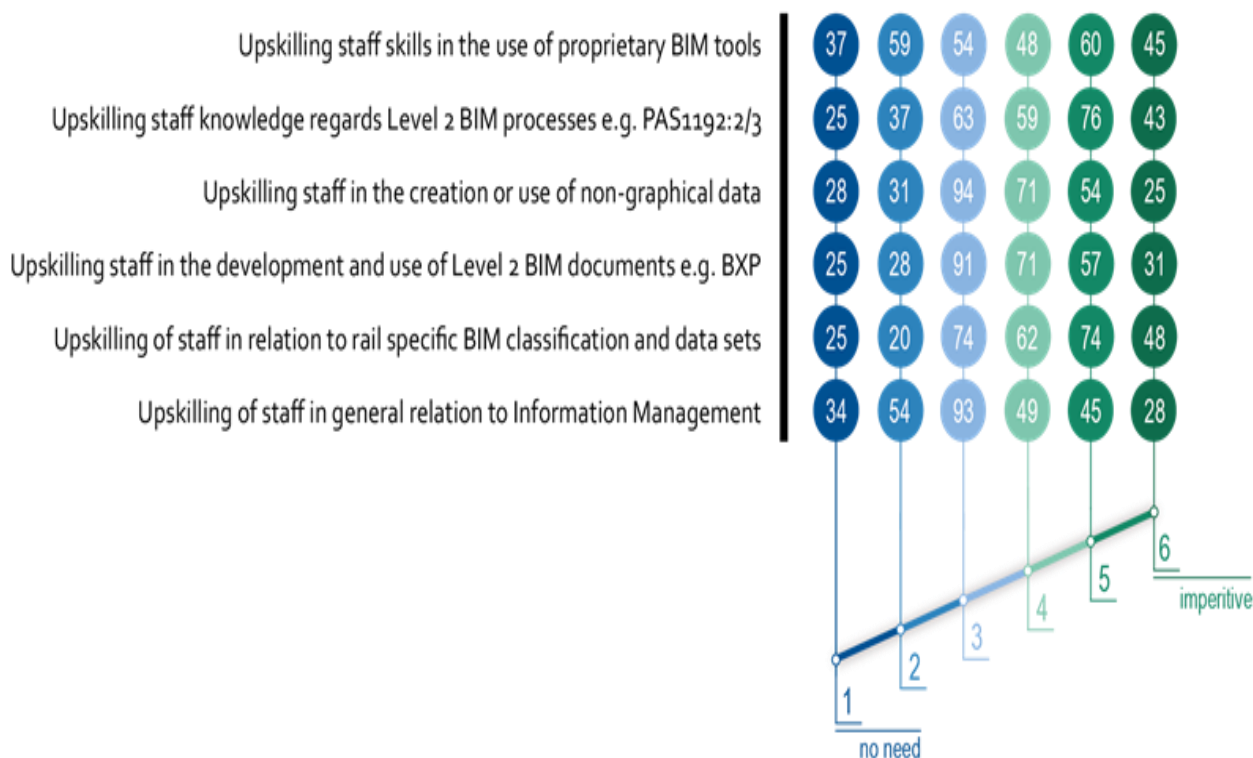 Upskilling staff skills in the use of proprietary BIM tools 37 59 54 48 60 45
Upskilling staff knowledge regards Level 2 BIM processes e.g. PAS1192:2/3 25 37 63 59 76 43
Upskilling staff in the creation or use of non-graphical data 28 31 94 71 54 25
Upskilling staff in the development and use of Level 2 BIM documents e.g. BXP 25 28 91 71 57 31
Upskilling of staff in relation to rail specific BIM classification and data sets 25 20 74 62 74 48
Upskilling of staff in general relation to Information Management 34 54 93 49 45 28
6
imperitive
5
4
3
2
1
no need